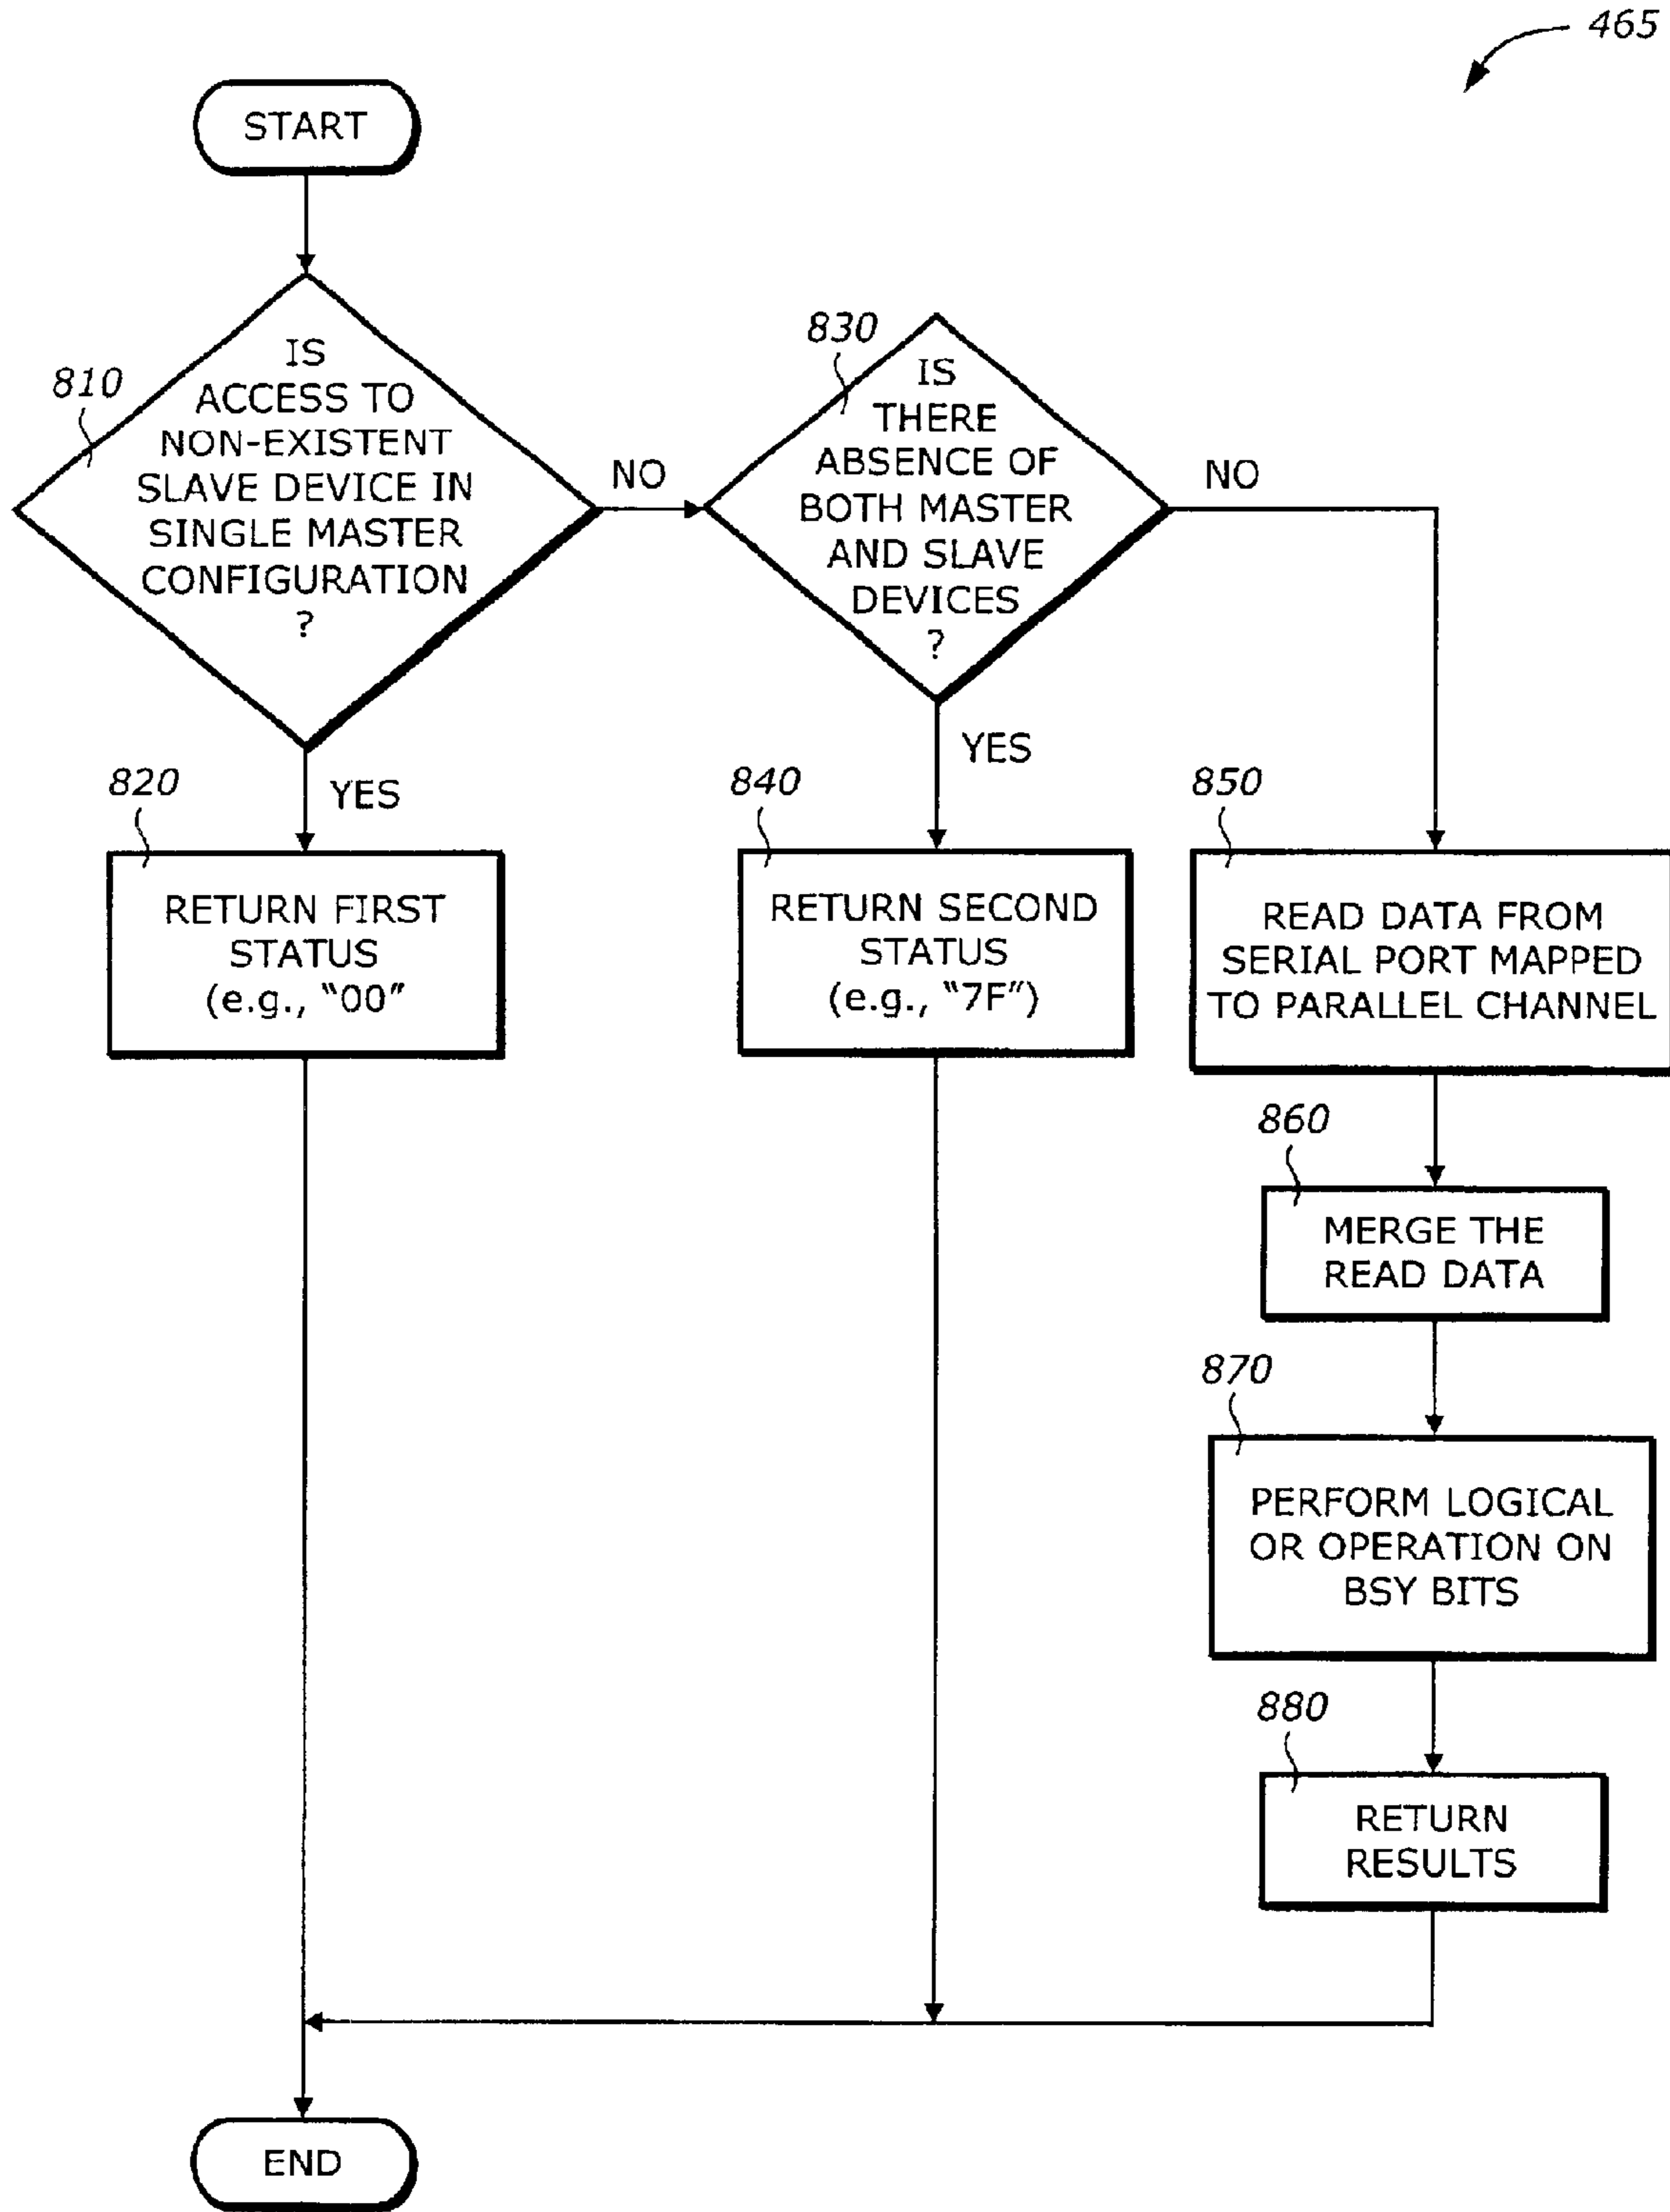 465
START
810
IS
ACCESS TO
NON-EXISTENT
SLAVE DEVICE IN
SINGLE MASTER
CONFIGURATION
?
NO
830
IS
THERE
ABSENCE OF
BOTH MASTER
AND SLAVE
DEVICES
?
NO
YES
820
RETURN FIRST
STATUS
(e.g., “00”
YES
840
RETURN SECOND
STATUS
(e.g., “7F”)
850
READ DATA FROM
SERIAL PORT MAPPED
TO PARALLEL CHANNEL
860
MERGE THE
READ DATA
870
PERFORM LOGICAL
OR OPERATION ON
BSY BITS
880
RETURN
RESULTS
END